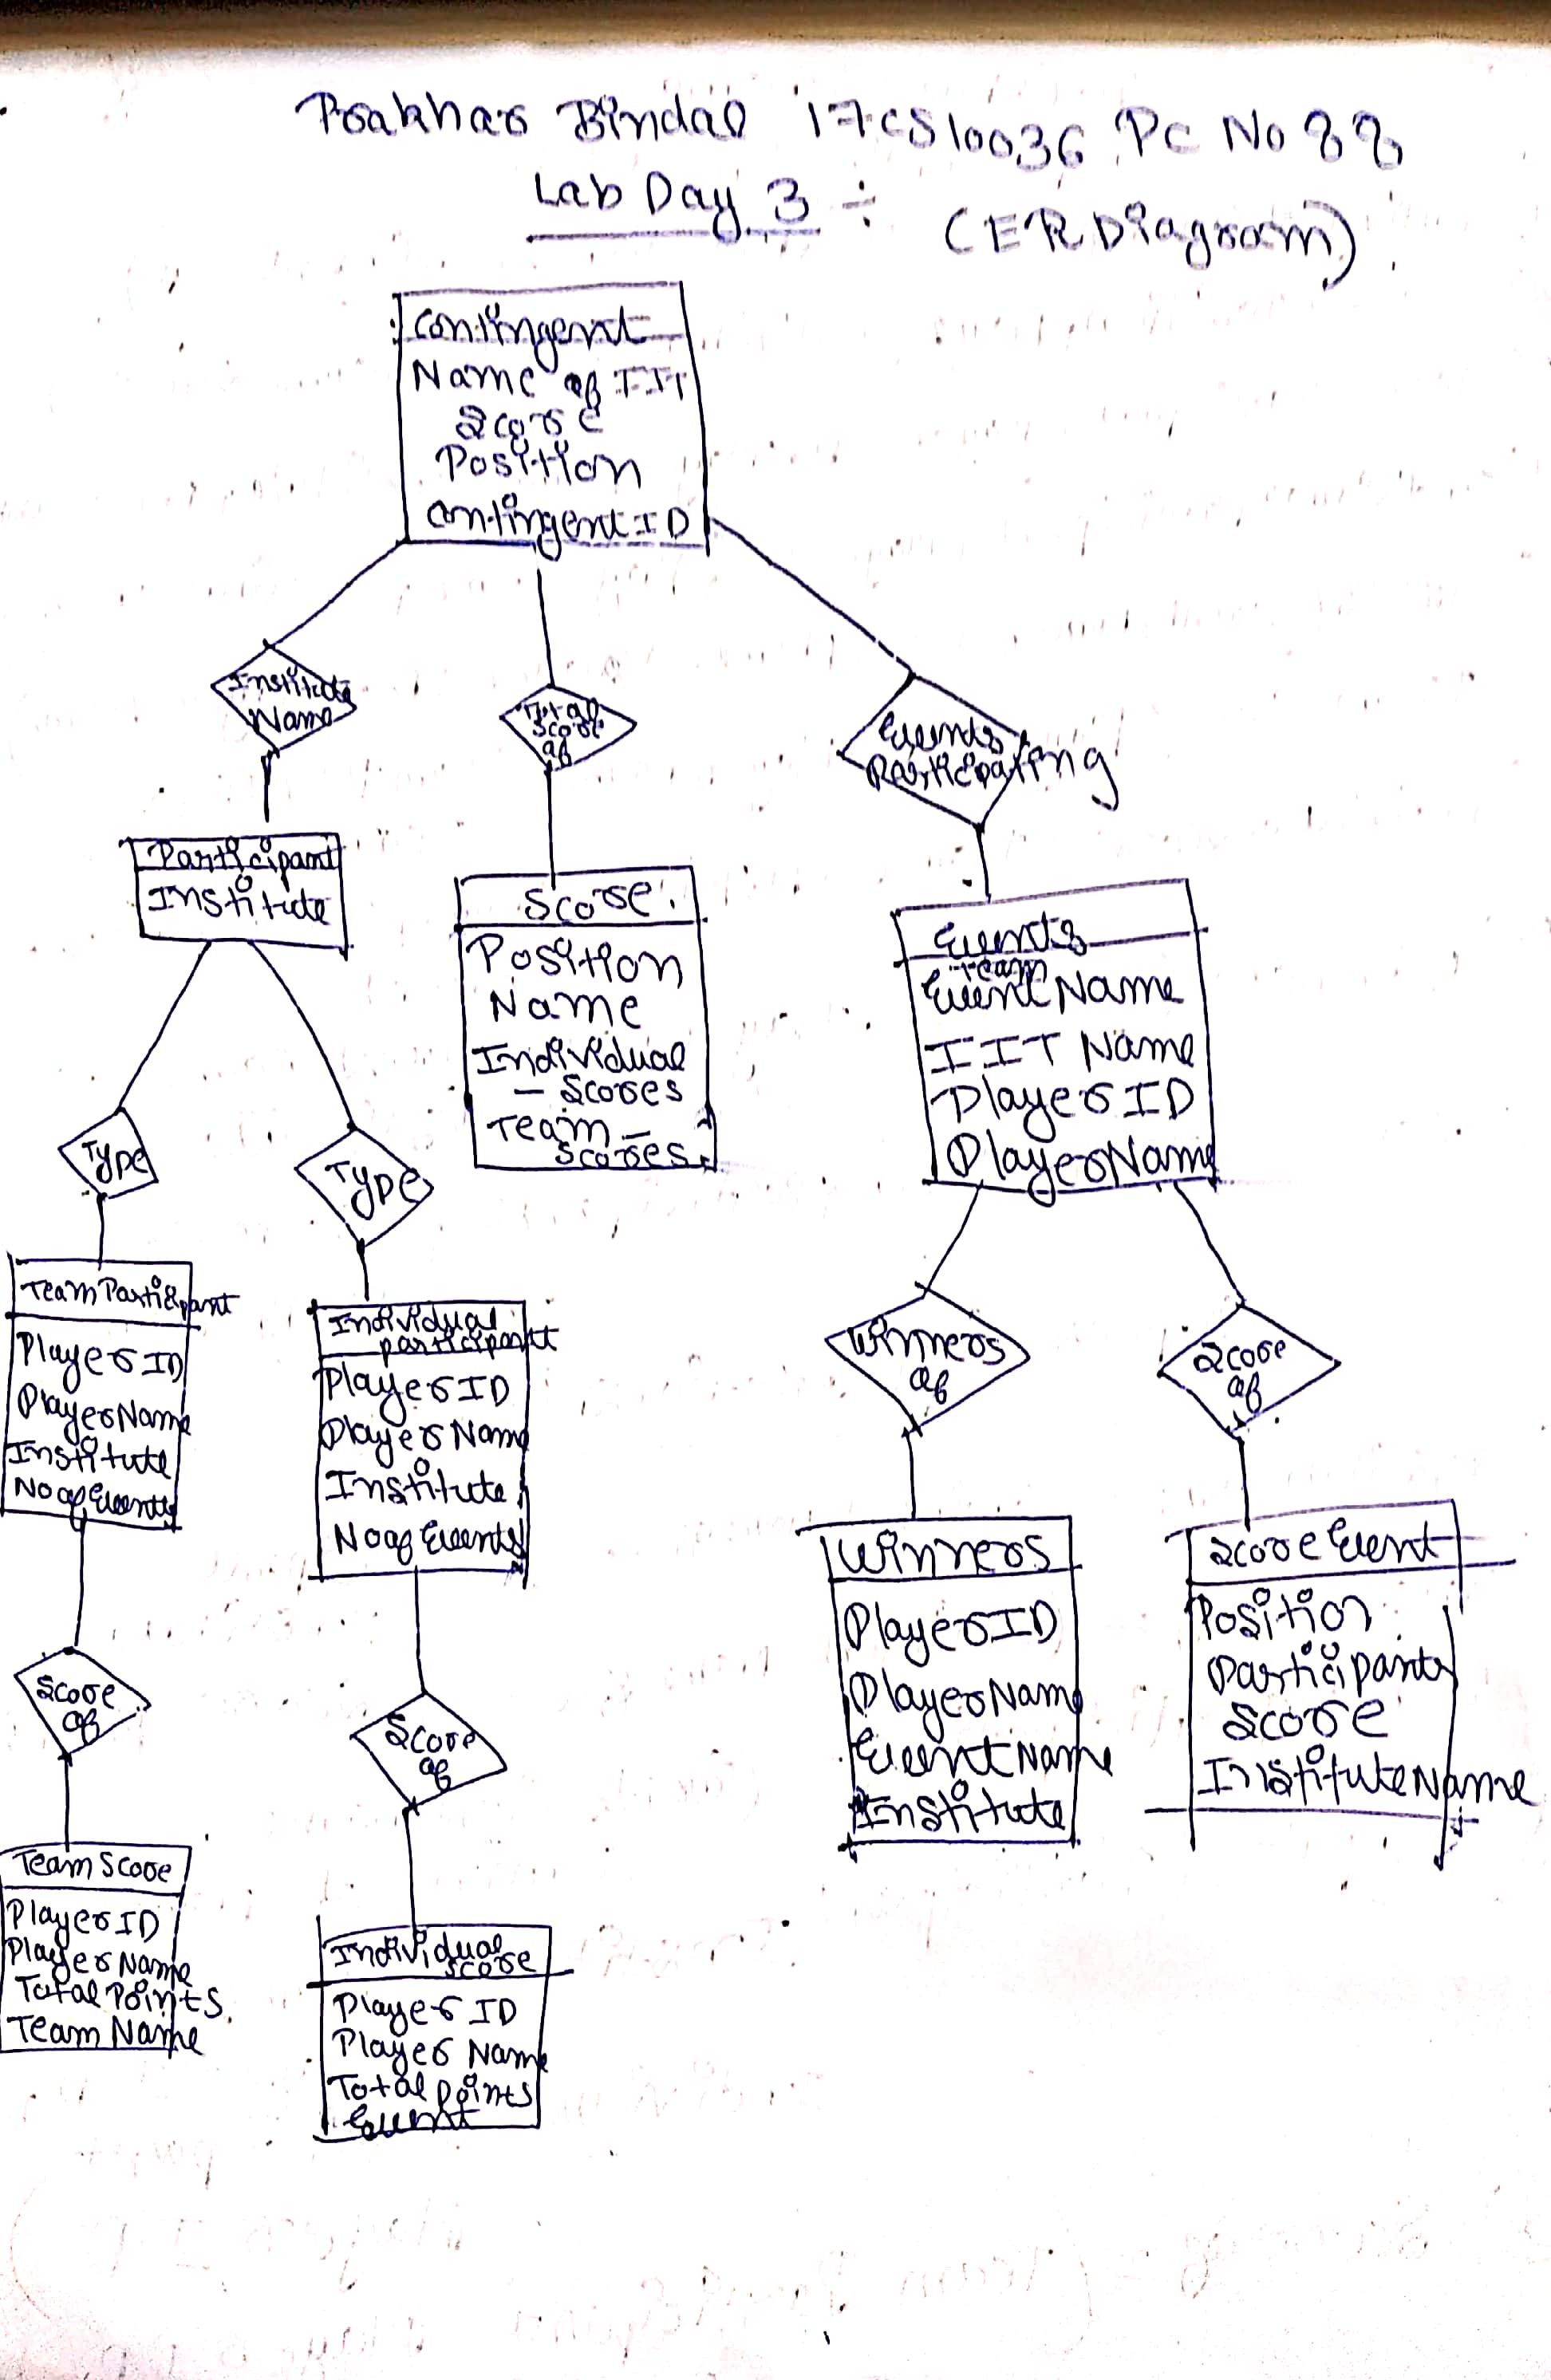 Prakhar Bindal 17CS10036 PC No 88
Lab Day 3 ÷ (ER Diagram)
Contingent
Name of IIT
Score
Position
Contingent ID
Institute
Name
Total
Score
of
Events
Participating
Participant
Institute
Score
Position
Name
Individual
- Scores
Team -
Scores
Events
Team
Event Name
IIT Name
Player ID
Player Name
Type
Type
Team Participant
Player ID
Player Name
Institute
No of Events
Individual
participant
Player ID
Player Name
Institute
No of Events
Winners
of
Score
of
Winners
Player ID
Player Name
Event Name
Institute
Score Event
Position
Participants
Score
Institute Name
Score
of
Score
of
Team Score
Player ID
Player Name
Total Points
Team Name
Individual
Score
Player ID
Player Name
Total Points
Event